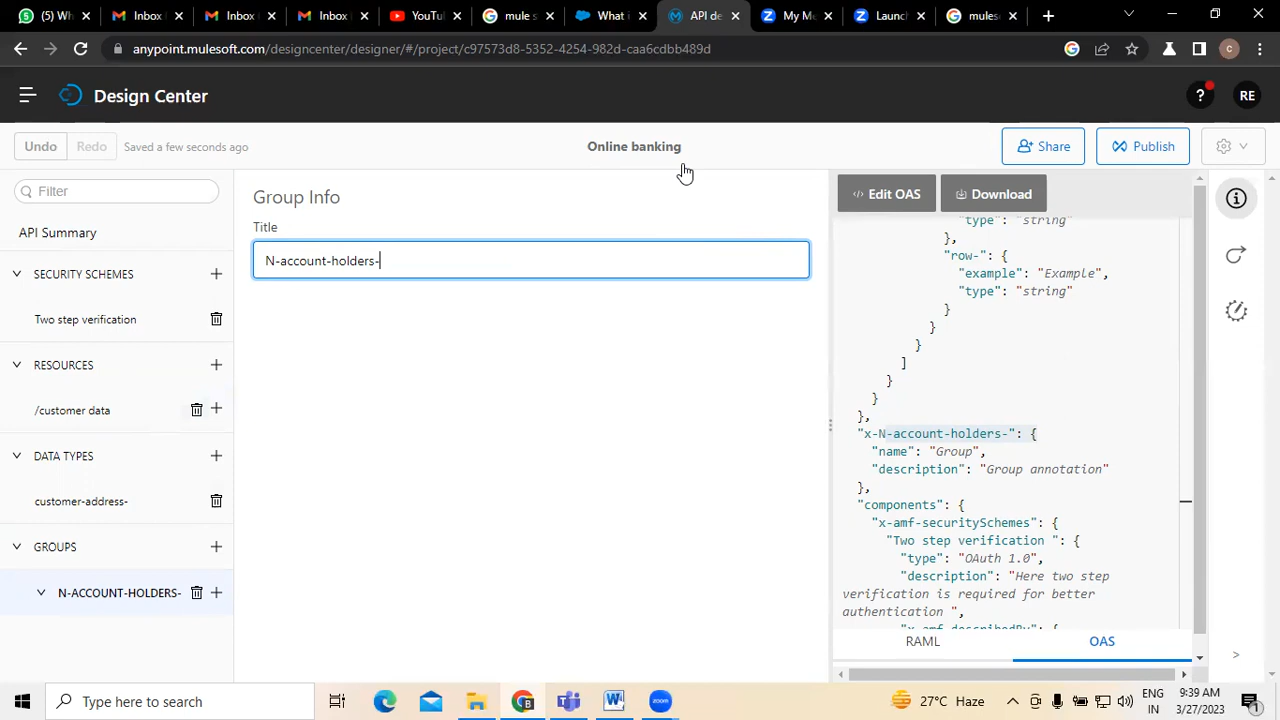 (5) Wh
Inbox
Inbox (
Inbox (
YouTu
mule s
What i
API de
My Me
Launc
mules
anypoint.mulesoft.com/designcenter/designer/#/project/c97573d8-5352-4254-982d-caa6cdbb489d
C
Design Center
?
RE
Undo
Redo
Saved a few seconds ago
Online banking
Share
Publish
Filter
API Summary
SECURITY SCHEMES
Two step verification
RESOURCES
/customer data
DATA TYPES
customer-address-
GROUPS
N-ACCOUNT-HOLDERS-
Group Info
Title
N-account-holders-
Edit OAS
Download
"type": "string"
},
"row-": {
"example": "Example",
"type": "string"
}
}
}
]
}
}
},
"x-N-account-holders-": {
"name": "Group",
"description": "Group annotation"
},
"components": {
"x-amf-securitySchemes": {
"Two step verification ": {
"type": "OAuth 1.0",
"description": "Here two step
verification is required for better
authentication ",
"x-amf-describedBy": {
RAML
OAS
Type here to search
27°C Haze
ENG
IN
9:39 AM
3/27/2023
1